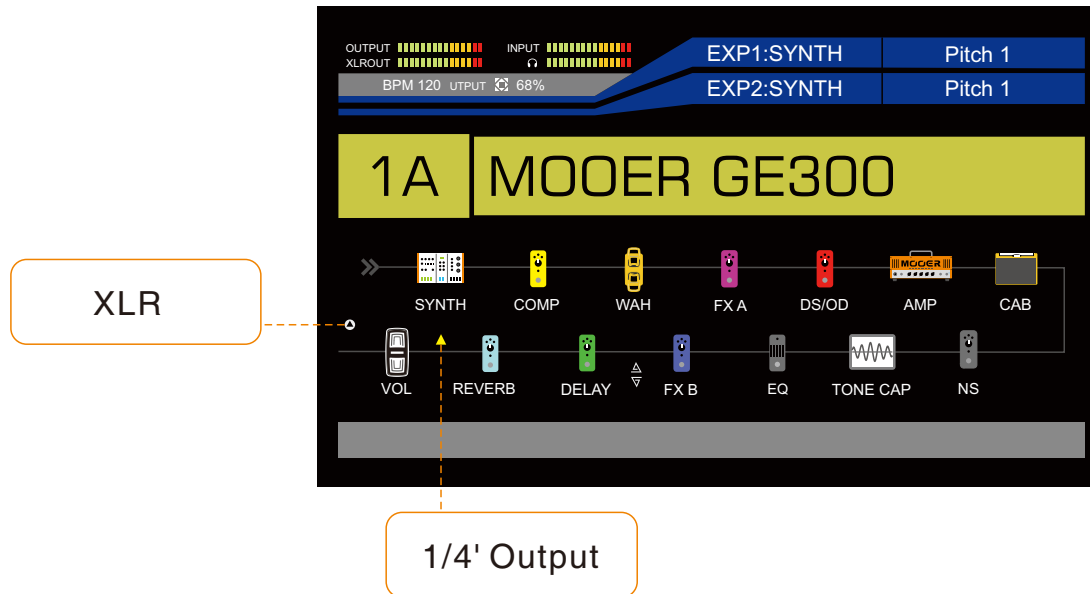 OUTPUT INPUT
XLROUT
BPM 120 UTPUT 68%
EXP1:SYNTH Pitch 1
EXP2:SYNTH Pitch 1
1A MOOER GE300
MOOER
SYNTH COMP WAH FX A DS/OD AMP CAB
XLR
VOL REVERB DELAY FX B EQ TONE CAP NS
1/4' Output